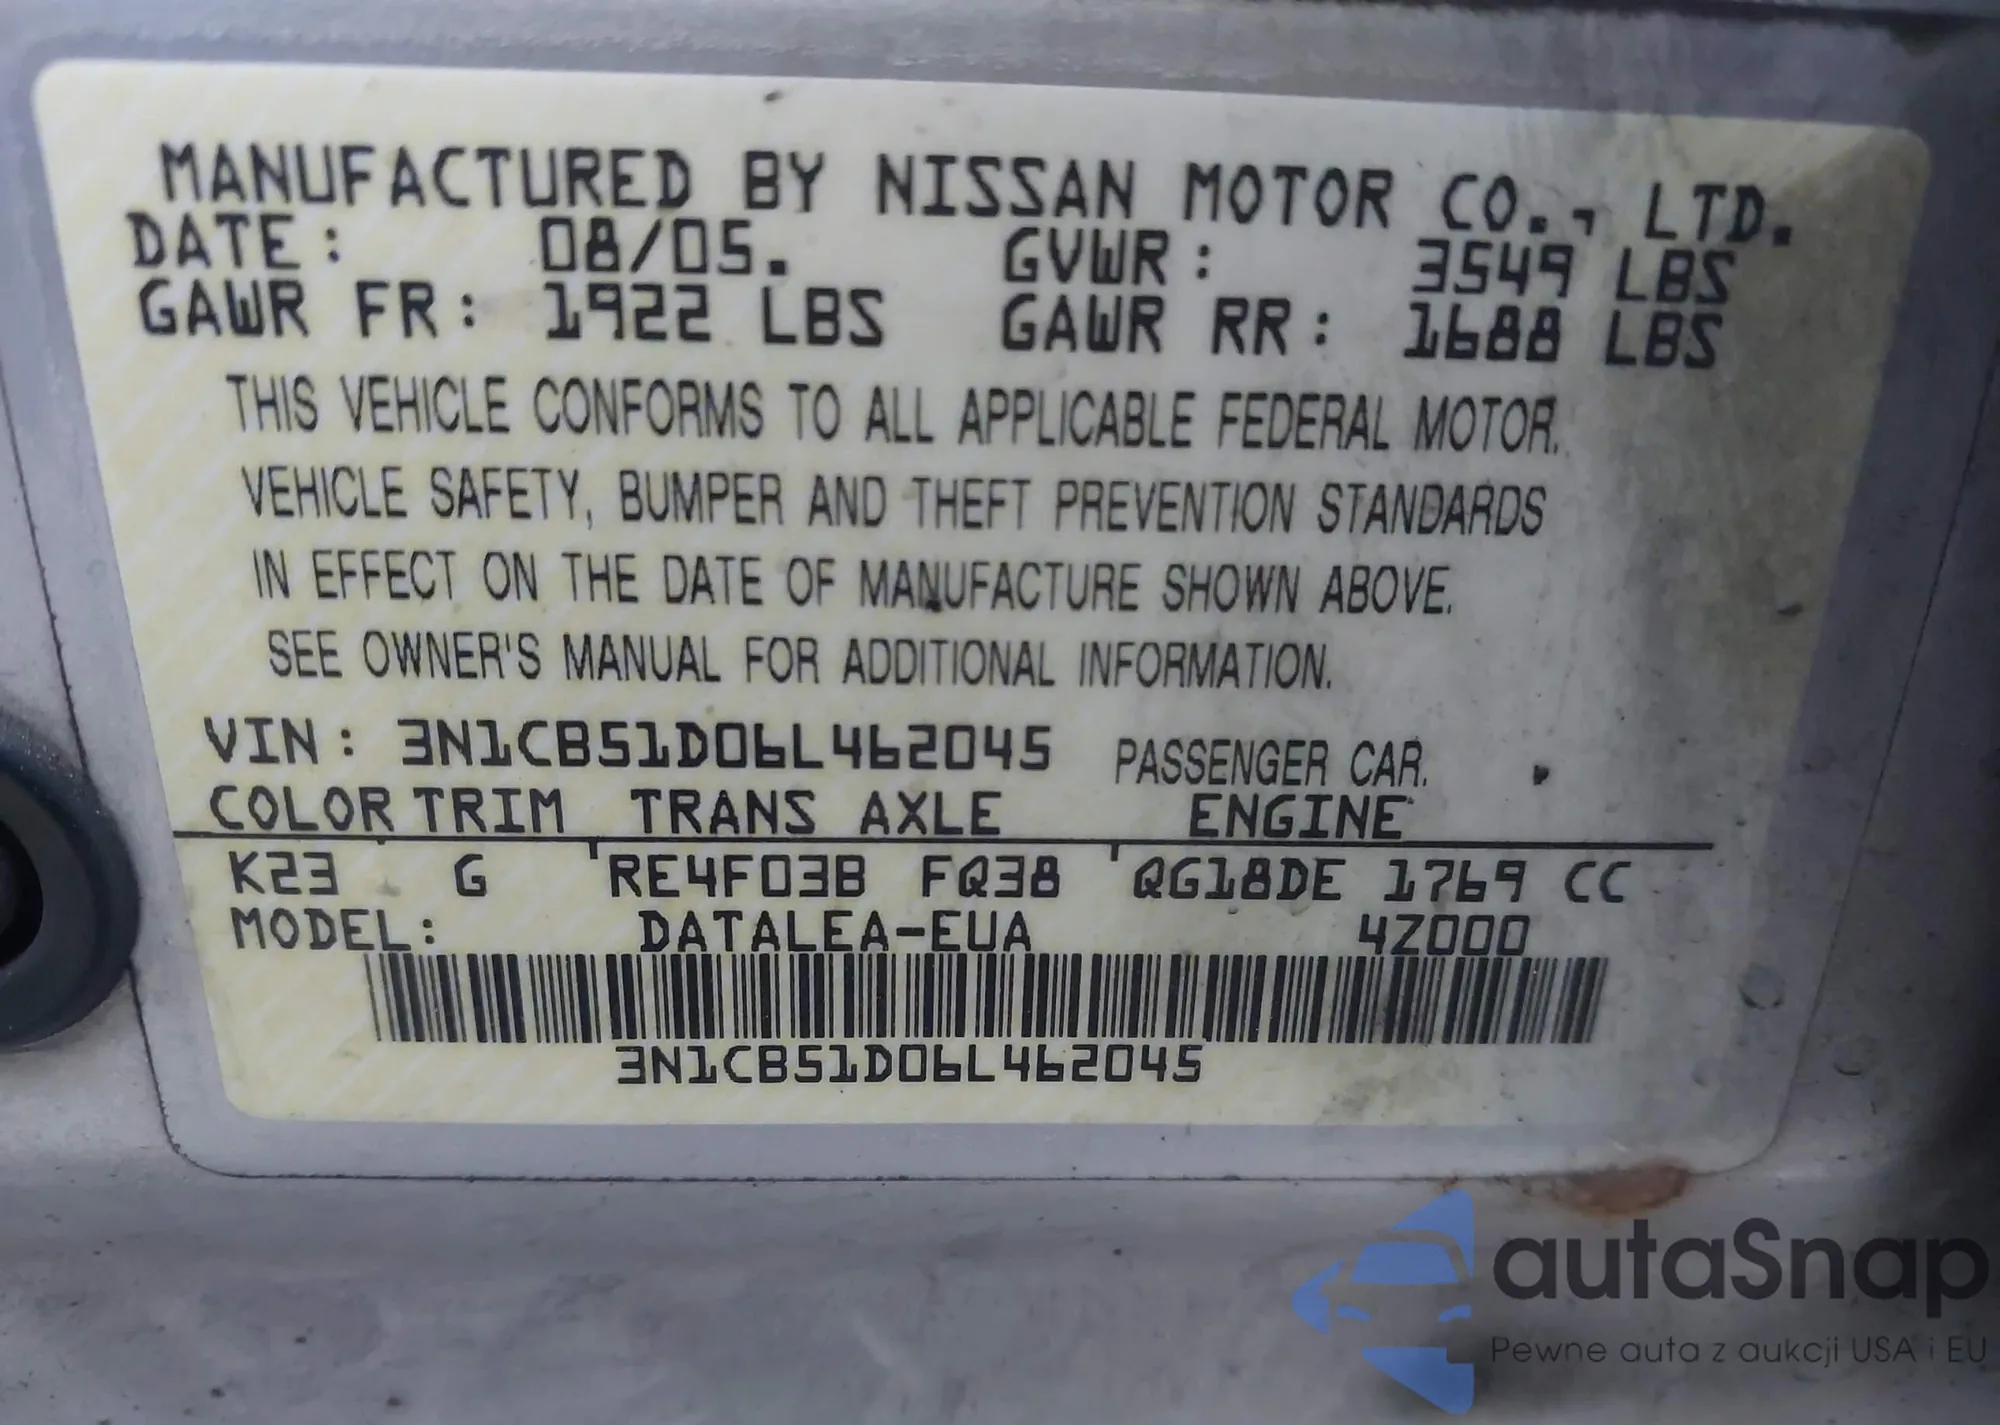 MANUFACTURED BY NISSAN MOTOR CO., LTD.
DATE: 08/05. GVWR: 3549 LBS
GAWR FR: 1922 LBS GAWR RR: 1688 LBS
THIS VEHICLE CONFORMS TO ALL APPLICABLE FEDERAL MOTOR.
VEHICLE SAFETY, BUMPER AND THEFT PREVENTION STANDARDS
IN EFFECT ON THE DATE OF MANUFACTURE SHOWN ABOVE.
SEE OWNER'S MANUAL FOR ADDITIONAL INFORMATION.
VIN: 3N1CB51D06L462045 PASSENGER CAR.
COLOR TRIM TRANS AXLE ENGINE
K23 G RE4F03B FQ38 QG18DE 1769 CC
MODEL: DATALEA-EUA 4Z000
3N1CB51D06L462045
autaSnap
Pewne auta z aukcji USA i EU